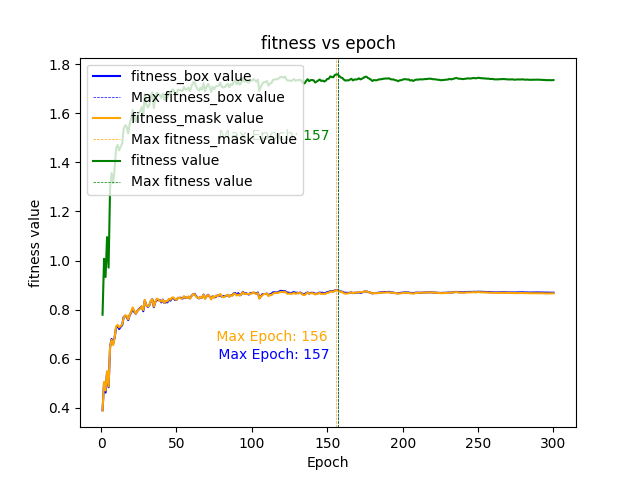 fitness vs epoch
fitness_box value
Max fitness_box value
fitness_mask value
Max fitness_mask value
fitness value
Max fitness value
Max Epoch: 157
Max Epoch: 156
Max Epoch: 157
fitness value
1.8
1.6
1.4
1.2
1.0
0.8
0.6
0.4
0
50
100
150
200
250
300
Epoch